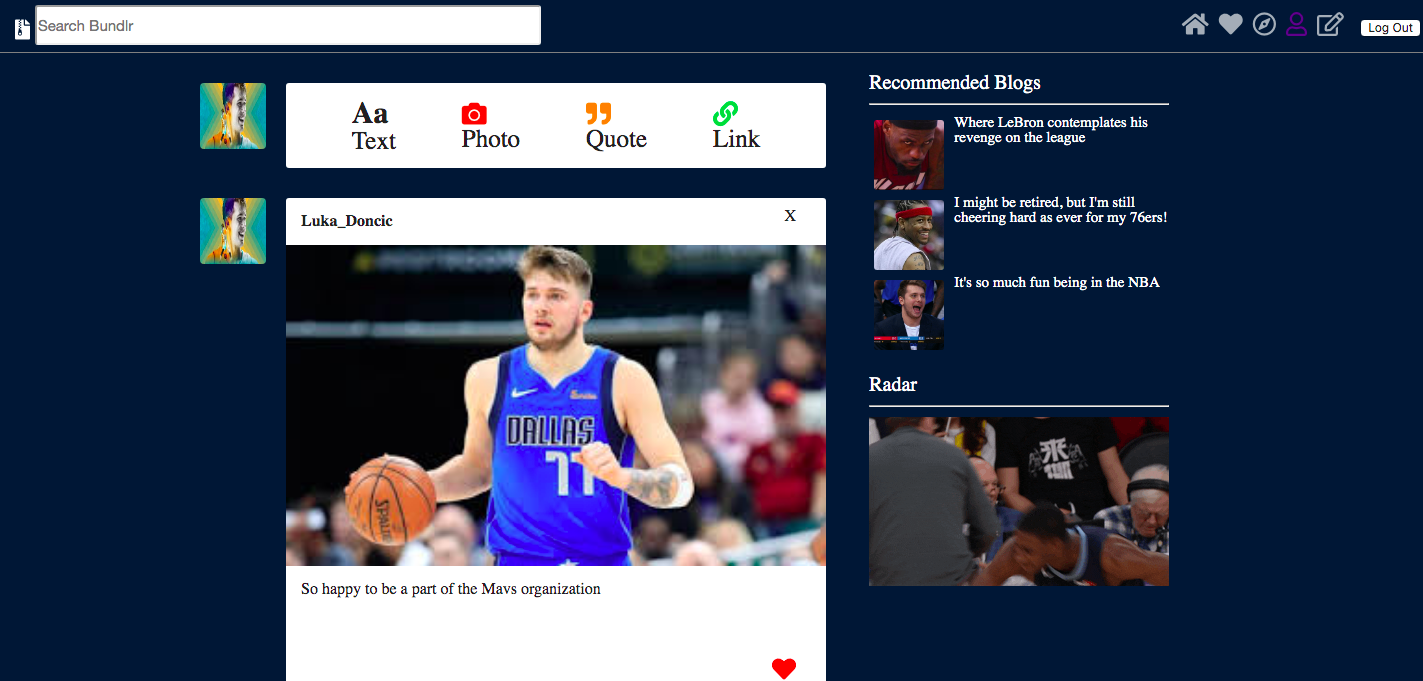 Search Bundlr
Log Out
Aa
Text
Photo
Quote
Link
Luka_Doncic
X
DALLAS
77
SPALDING
So happy to be a part of the Mavs organization
Recommended Blogs
Where LeBron contemplates his
revenge on the league
I might be retired, but I'm still
cheering hard as ever for my 76ers!
It's so much fun being in the NBA
Radar